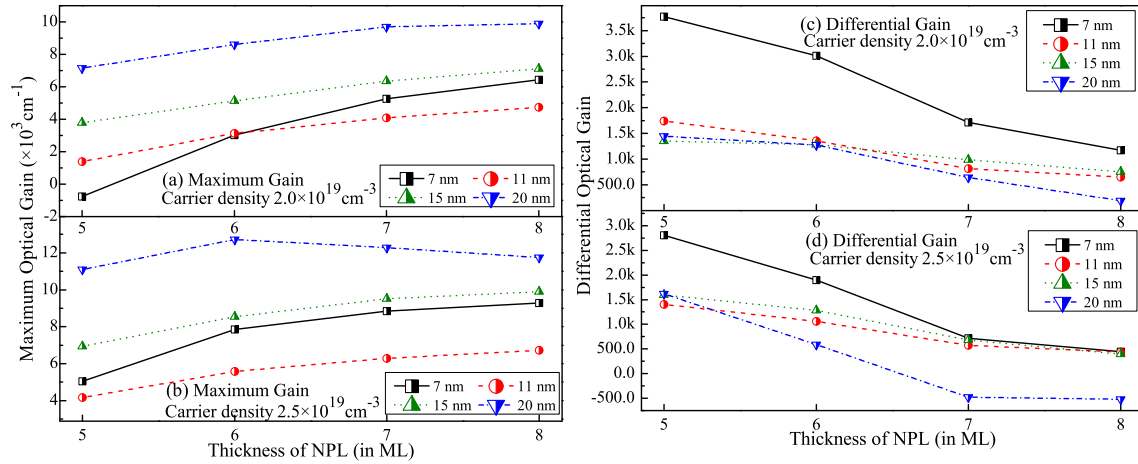 Maximum Optical Gain (×10³cm⁻¹)
10
8
6
4
2
0
-2
(a) Maximum Gain
Carrier density 2.0×10¹⁹cm⁻³
7 nm
11 nm
15 nm
20 nm
5
6
7
8
12
10
8
6
4
(b) Maximum Gain
Carrier density 2.5×10¹⁹cm⁻³
7 nm
11 nm
15 nm
20 nm
5
6
7
8
Thickness of NPL (in ML)
Differential Optical Gain
3.5k
3.0k
2.5k
2.0k
1.5k
1.0k
500.0
(c) Differential Gain
Carrier density 2.0×10¹⁹cm⁻³
7 nm
11 nm
15 nm
20 nm
5
6
7
8
3.0k
2.5k
2.0k
1.5k
1.0k
500.0
0.0
-500.0
(d) Differential Gain
Carrier density 2.5×10¹⁹cm⁻³
7 nm
11 nm
15 nm
20 nm
5
6
7
8
Thickness of NPL (in ML)